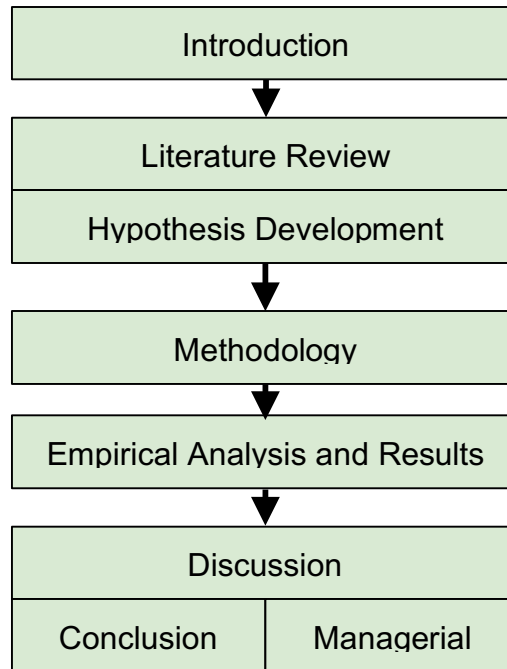 Introduction
Literature Review
Hypothesis Development
Methodology
Empirical Analysis and Results
Discussion
Conclusion
Managerial